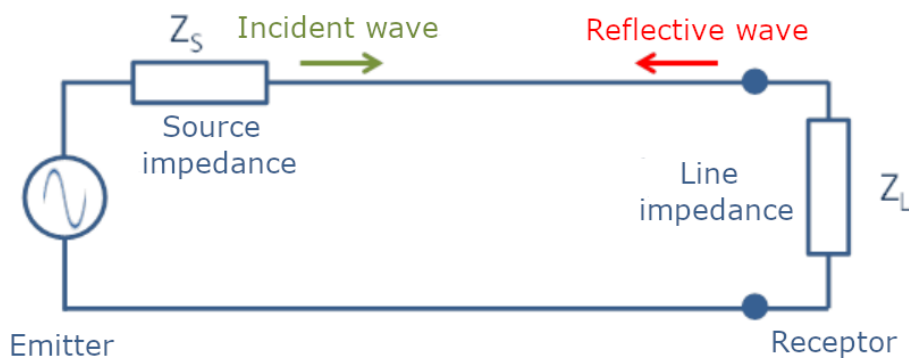 Z_S
Incident wave
Reflective wave
Source
impedance
Line
impedance
Z_L
Emitter
Receptor